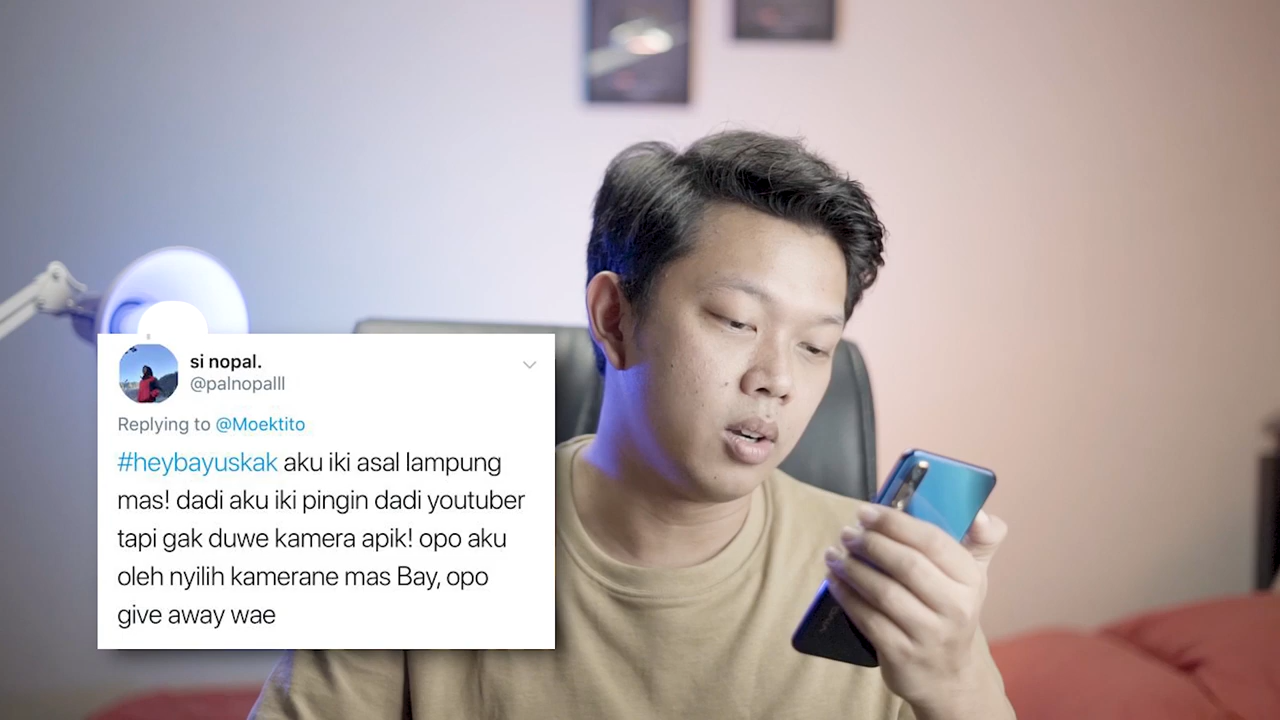 si nopal.
@palnopalll
Replying to @Moektito
#heybayuskak aku iki asal lampung
mas! dadi aku iki pingin dadi youtuber
tapi gak duwe kamera apik! opo aku
oleh nyilih kamerane mas Bay, opo
give away wae